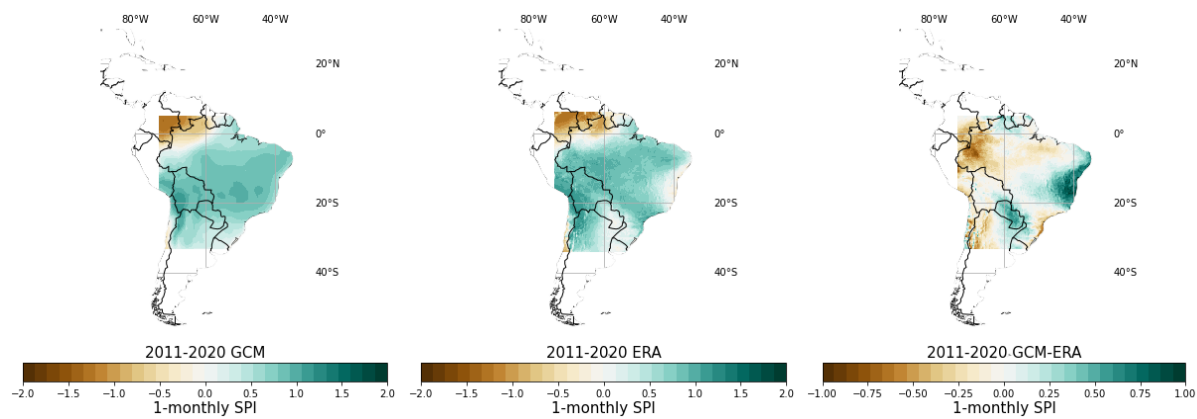 80°W 60°W 40°W
20°N
0°
20°S
40°S
2011-2020 GCM
−2.0 −1.5 −1.0 −0.5 0.0 0.5 1.0 1.5 2.0
1-monthly SPI
80°W 60°W 40°W
20°N
0°
20°S
40°S
2011-2020 ERA
−2.0 −1.5 −1.0 −0.5 0.0 0.5 1.0 1.5 2.0
1-monthly SPI
80°W 60°W 40°W
20°N
0°
20°S
40°S
2011-2020 GCM-ERA
−1.00 −0.75 −0.50 −0.25 0.00 0.25 0.50 0.75 1.00
1-monthly SPI